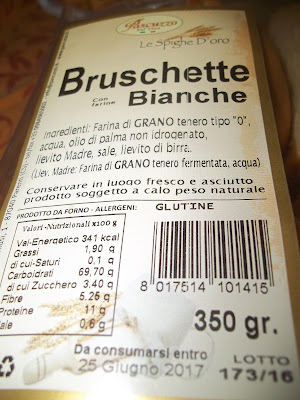 Pascuzzo
Le Spighe D'oro
Bruschette
Con farine Bianche
Ingredienti: Farina di GRANO tenero tipo "0",
acqua, olio di palma non idrogenato,
lievito Madre, sale, lievito di birra.
(Liev. Madre: Farina di GRANO tenero fermentata, acqua)
Conservare in luogo fresco e asciutto
prodotto soggetto a calo peso naturale
PRODOTTO DA FORNO - ALLERGENI: GLUTINE
Valori -Nutrizionali x100 g
Val-Energetico 341 kcal
Grassi 1,90 g
di cui-Saturi 0,1 g
Carboidrati 69,70 g
di cui Zucchero 3,40 g
Fibre 5,25 g
Proteine 11 g
Sale 0,6 g
8 017514 101415
350 gr.
Da consumarsi entro
25 Giugno 2017
LOTTO
173/16